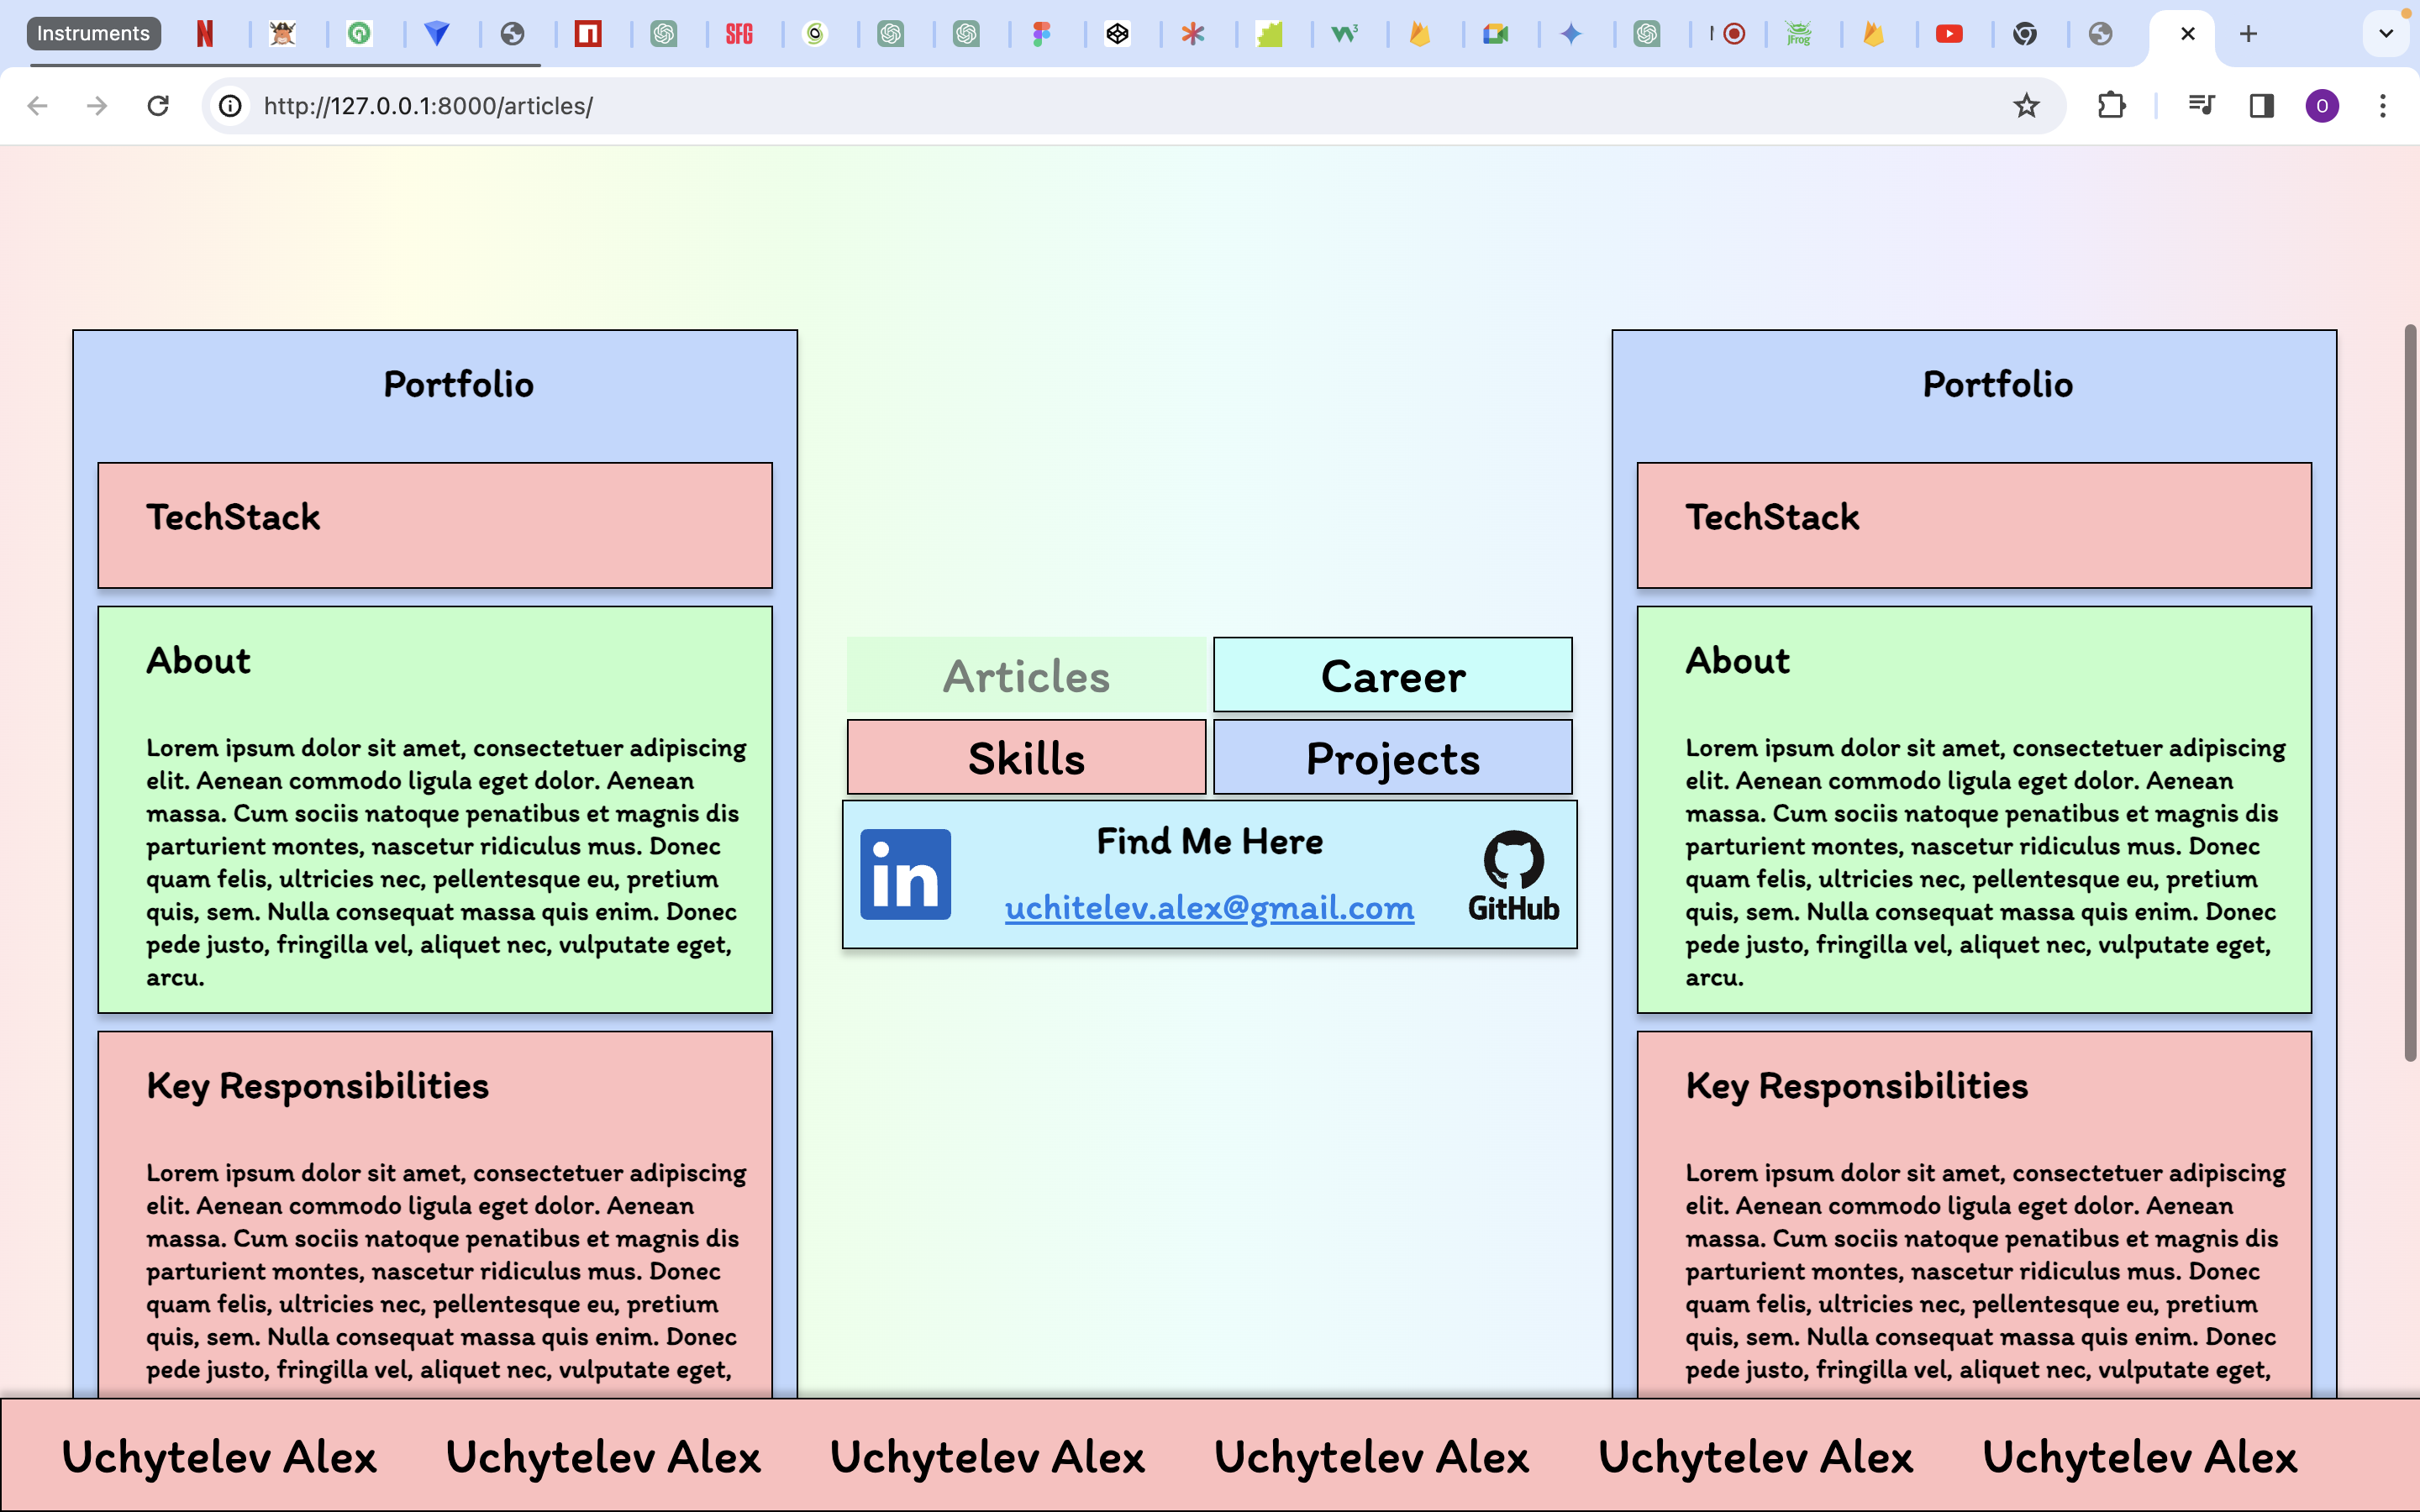 Instruments
SFG
JFrog
http://127.0.0.1:8000/articles/
O
Portfolio
TechStack
About
Lorem ipsum dolor sit amet, consectetuer adipiscing
elit. Aenean commodo ligula eget dolor. Aenean
massa. Cum sociis natoque penatibus et magnis dis
parturient montes, nascetur ridiculus mus. Donec
quam felis, ultricies nec, pellentesque eu, pretium
quis, sem. Nulla consequat massa quis enim. Donec
pede justo, fringilla vel, aliquet nec, vulputate eget,
arcu.
Key Responsibilities
Lorem ipsum dolor sit amet, consectetuer adipiscing
elit. Aenean commodo ligula eget dolor. Aenean
massa. Cum sociis natoque penatibus et magnis dis
parturient montes, nascetur ridiculus mus. Donec
quam felis, ultricies nec, pellentesque eu, pretium
quis, sem. Nulla consequat massa quis enim. Donec
pede justo, fringilla vel, aliquet nec, vulputate eget,
Articles
Career
Skills
Projects
in
Find Me Here
uchitelev.alex@gmail.com
GitHub
Portfolio
TechStack
About
Lorem ipsum dolor sit amet, consectetuer adipiscing
elit. Aenean commodo ligula eget dolor. Aenean
massa. Cum sociis natoque penatibus et magnis dis
parturient montes, nascetur ridiculus mus. Donec
quam felis, ultricies nec, pellentesque eu, pretium
quis, sem. Nulla consequat massa quis enim. Donec
pede justo, fringilla vel, aliquet nec, vulputate eget,
arcu.
Key Responsibilities
Lorem ipsum dolor sit amet, consectetuer adipiscing
elit. Aenean commodo ligula eget dolor. Aenean
massa. Cum sociis natoque penatibus et magnis dis
parturient montes, nascetur ridiculus mus. Donec
quam felis, ultricies nec, pellentesque eu, pretium
quis, sem. Nulla consequat massa quis enim. Donec
pede justo, fringilla vel, aliquet nec, vulputate eget,
Uchytelev Alex Uchytelev Alex Uchytelev Alex Uchytelev Alex Uchytelev Alex Uchytelev Alex